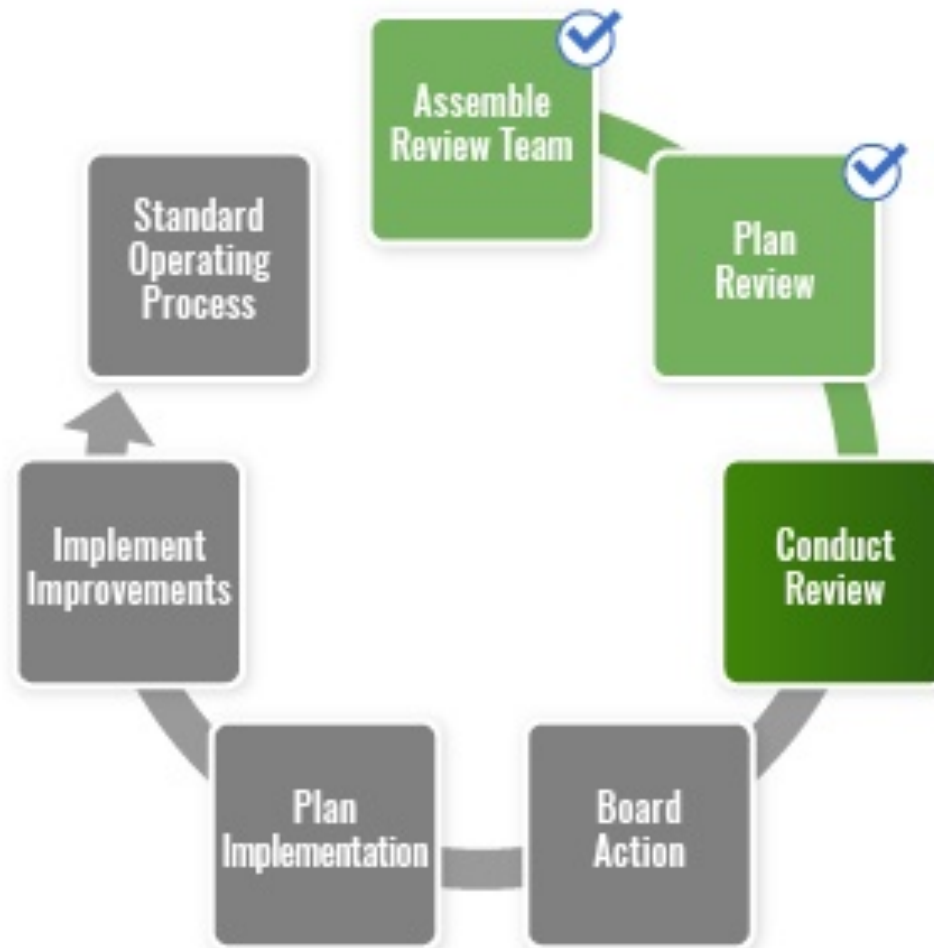 Assemble
Review Team
Plan
Review
Conduct
Review
Board
Action
Plan
Implementation
Implement
Improvements
Standard
Operating
Process